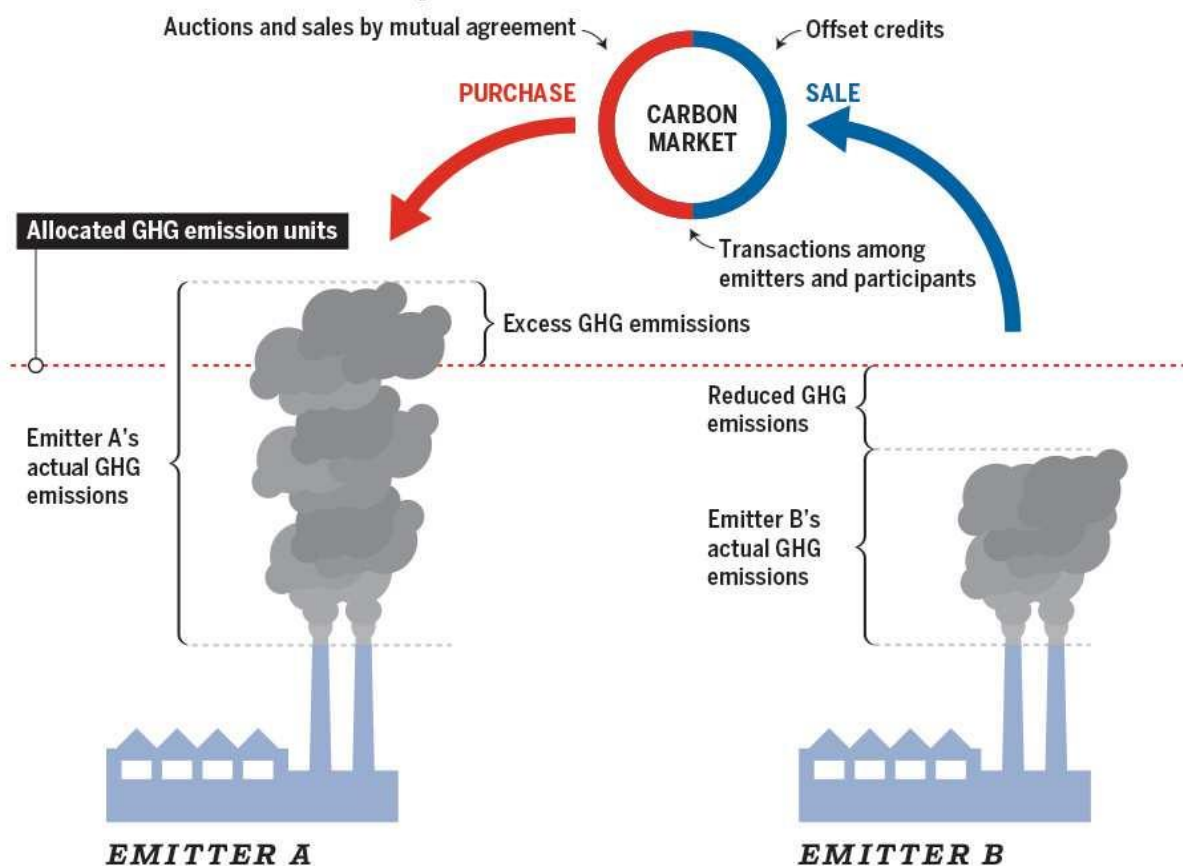 Auctions and sales by mutual agreement
Offset credits
PURCHASE
SALE
CARBON
MARKET
Allocated GHG emission units
Transactions among
emitters and participants
Excess GHG emmissions
Reduced GHG
emissions
Emitter A's
actual GHG
emissions
Emitter B's
actual GHG
emissions
EMITTER A
EMITTER B